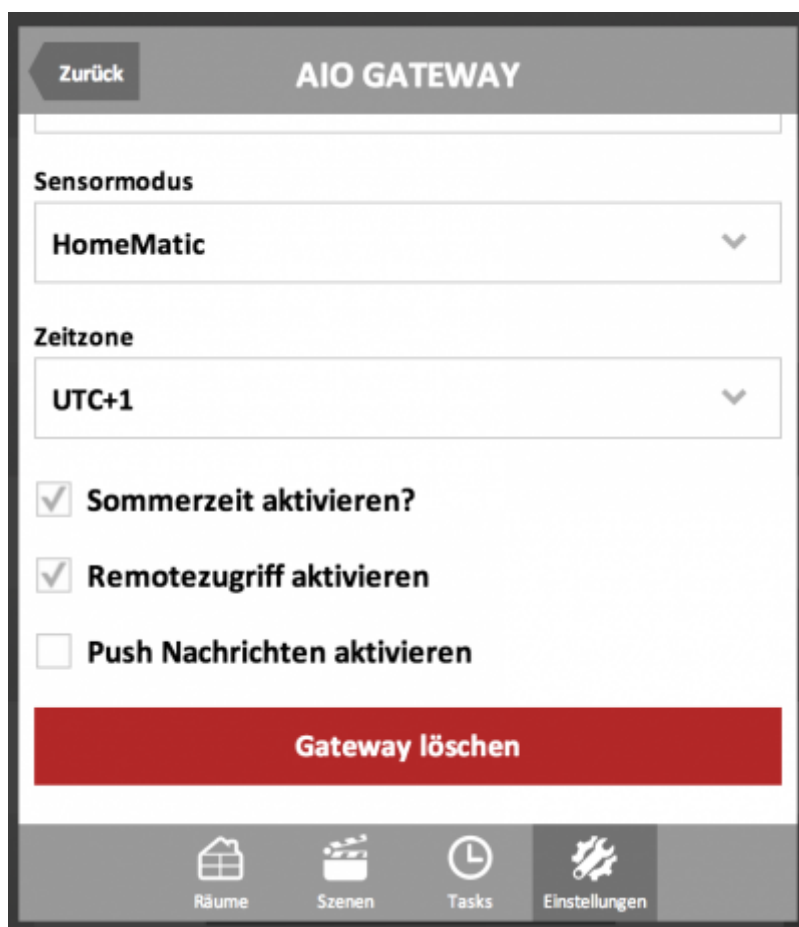 Zurück
AIO GATEWAY
Sensormodus
HomeMatic
Zeitzone
UTC+1
Sommerzeit aktivieren?
Remotezugriff aktivieren
Push Nachrichten aktivieren
Gateway löschen
Räume Szenen Tasks Einstellungen